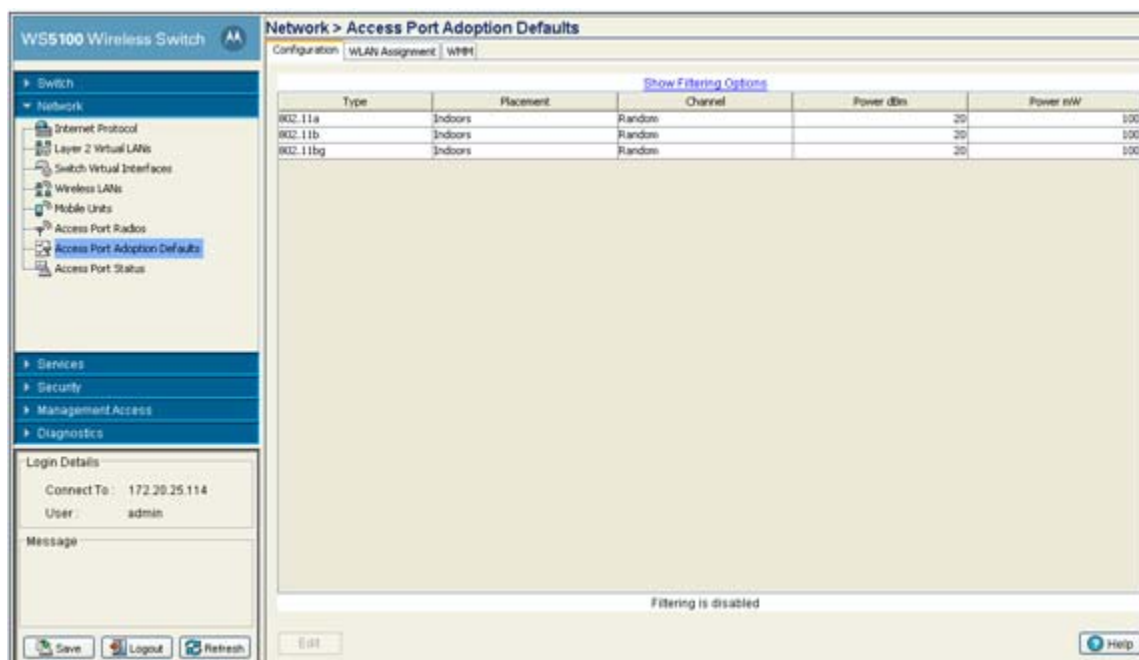 WS5100 Wireless Switch
Switch
Network
Internet Protocol
Layer 2 Virtual LANs
Switch Virtual Interfaces
Wireless LANs
Mobile Units
Access Port Radios
Access Port Adoption Defaults
Access Port Status
Services
Security
Management Access
Diagnostics
Login Details
Connect To : 172.20.25.114
User : admin
Message
Save Logout Refresh
Network > Access Port Adoption Defaults
Configuration WLAN Assignment WMM
Show Filtering Options
Type Placement Channel Power dBm Power mW
802.11a Indoors Random 20 100
802.11b Indoors Random 20 100
802.11bg Indoors Random 20 100
Filtering is disabled
Edit Help